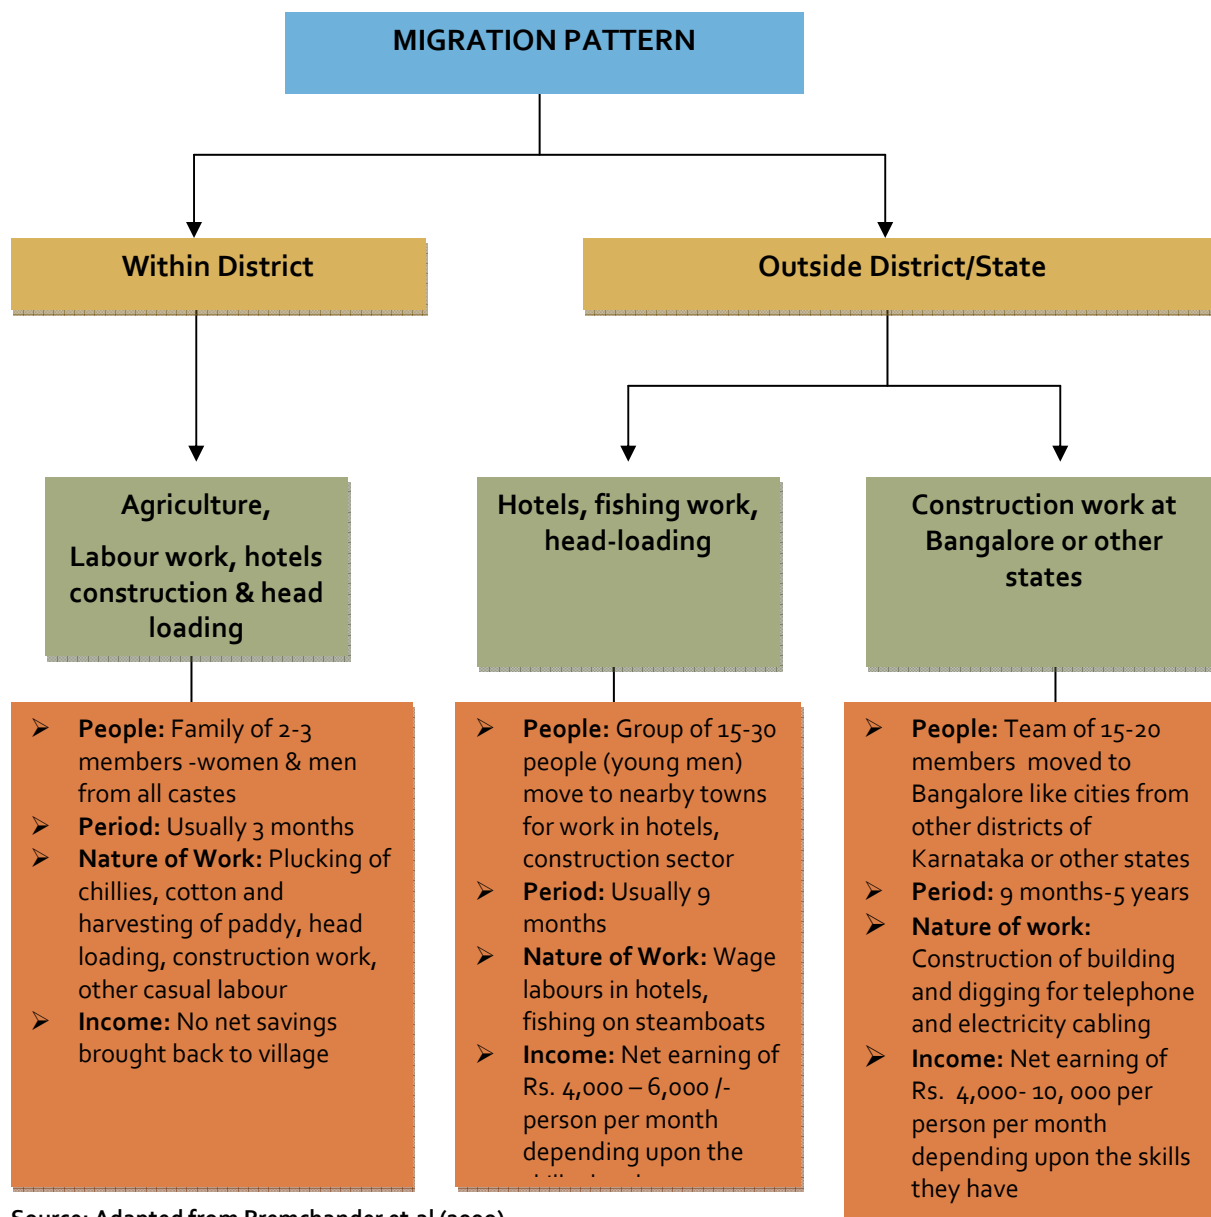 MIGRATION PATTERN
Within District
Outside District/State
Agriculture,
Labour work, hotels
construction & head
loading
Hotels, fishing work,
head-loading
Construction work at
Bangalore or other
states
➢ People: Family of 2-3
members -women & men
from all castes
➢ Period: Usually 3 months
➢ Nature of Work: Plucking of
chillies, cotton and
harvesting of paddy, head
loading, construction work,
other casual labour
➢ Income: No net savings
brought back to village
➢ People: Group of 15-30
people (young men)
move to nearby towns
for work in hotels,
construction sector
➢ Period: Usually 9
months
➢ Nature of Work: Wage
labours in hotels,
fishing on steamboats
➢ Income: Net earning of
Rs. 4,000 – 6,000 /-
person per month
depending upon the
➢ People: Team of 15-20
members moved to
Bangalore like cities from
other districts of
Karnataka or other states
➢ Period: 9 months-5 years
➢ Nature of work:
Construction of building
and digging for telephone
and electricity cabling
➢ Income: Net earning of
Rs. 4,000- 10, 000 per
person per month
depending upon the skills
they have
Source: Adapted from et al